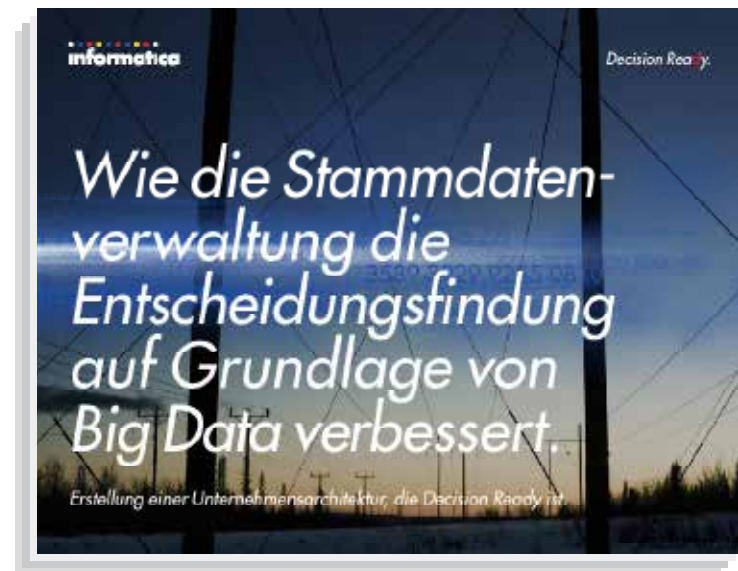 informatica
Decision Ready.
Wie die Stammdaten-
verwaltung die
Entscheidungsfindung
auf Grundlage von
Big Data verbessert.
Erstellung einer Unternehmensarchitektur, die Decision Ready ist.